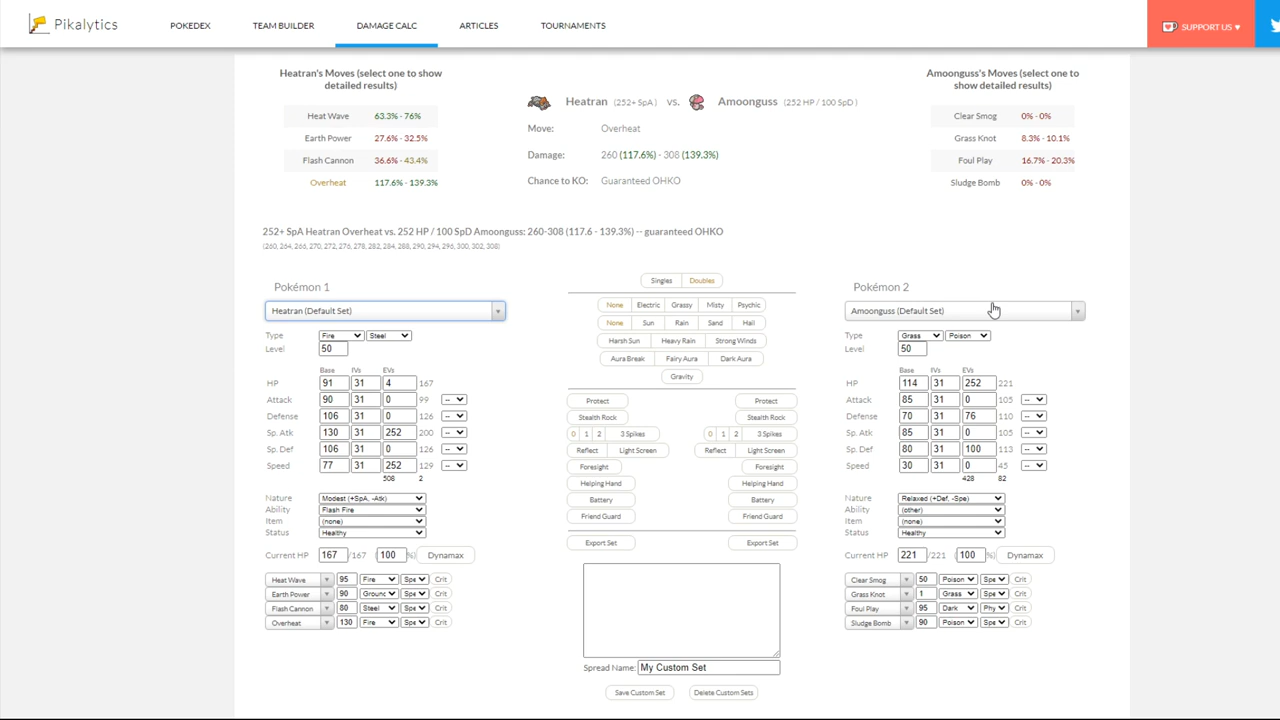 Pikalytics POKEDEX TEAM BUILDER DAMAGE CALC ARTICLES TOURNAMENTS SUPPORT US ♥
Heatran's Moves (select one to show
detailed results)
Heat Wave 63.3% - 76%
Earth Power 27.6% - 32.5%
Flash Cannon 36.6% - 43.4%
Overheat 117.6% - 139.3%
Heatran (252+ SpA ) vs. Amoonguss (252 HP / 100 SpD )
Move: Overheat
Damage: 260 (117.6%) - 308 (139.3%)
Chance to KO: Guaranteed OHKO
Amoonguss's Moves (select one to
show detailed results)
Clear Smog 0% - 0%
Grass Knot 8.3% - 10.1%
Foul Play 16.7% - 20.3%
Sludge Bomb 0% - 0%
252+ SpA Heatran Overheat vs. 252 HP / 100 SpD Amoonguss: 260-308 (117.6 - 139.3%) -- guaranteed OHKO
(260, 264, 266, 270, 272, 276, 278, 282, 284, 288, 290, 294, 296, 300, 302, 308)
Pokémon 1
Heatran (Default Set)
Type Fire Steel
Level 50
Base IVs EVs
HP 91 31 4 167
Attack 90 31 0 99 --
Defense 106 31 0 126 --
Sp. Atk 130 31 252 200 --
Sp. Def 106 31 0 126 --
Speed 77 31 252 129 --
508 2
Nature Modest (+SpA, -Atk)
Ability Flash Fire
Item (none)
Status Healthy
Current HP 167 /167 ( 100 %) Dynamax
Heat Wave 95 Fire Spe Crit
Earth Power 90 Ground Spe Crit
Flash Cannon 80 Steel Spe Crit
Overheat 130 Fire Spe Crit
Singles Doubles
None Electric Grassy Misty Psychic
None Sun Rain Sand Hail
Harsh Sun Heavy Rain Strong Winds
Aura Break Fairy Aura Dark Aura
Gravity
Protect Protect
Stealth Rock Stealth Rock
0 1 2 3 Spikes 0 1 2 3 Spikes
Reflect Light Screen Reflect Light Screen
Foresight Foresight
Helping Hand Helping Hand
Battery Battery
Friend Guard Friend Guard
Export Set Export Set
Spread Name: My Custom Set
Save Custom Set Delete Custom Sets
Pokémon 2
Amoonguss (Default Set)
Type Grass Poison
Level 50
Base IVs EVs
HP 114 31 252 221
Attack 85 31 0 105 --
Defense 70 31 76 110 --
Sp. Atk 85 31 0 105 --
Sp. Def 80 31 100 113 --
Speed 30 31 0 45 --
428 82
Nature Relaxed (+Def, -Spe)
Ability (other)
Item (none)
Status Healthy
Current HP 221 /221 ( 100 %) Dynamax
Clear Smog 50 Poison Spe Crit
Grass Knot 1 Grass Spe Crit
Foul Play 95 Dark Phy Crit
Sludge Bomb 90 Poison Spe Crit